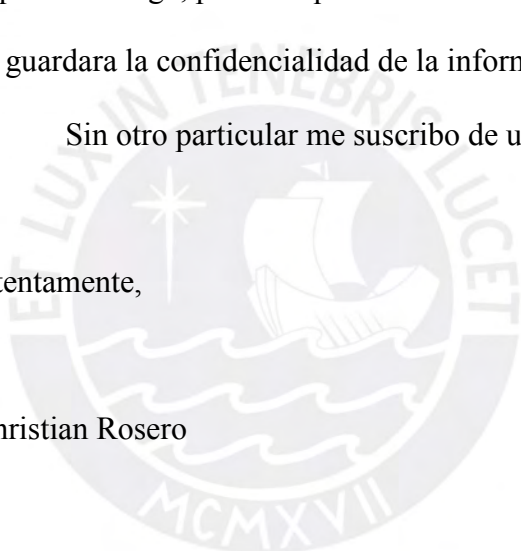 guardara la confidencialidad de la
Sin otro particular me suscribo de
tentamente,
hristian Rosero
ET LUX IN TENEBRIS LUCET
MCMXVII